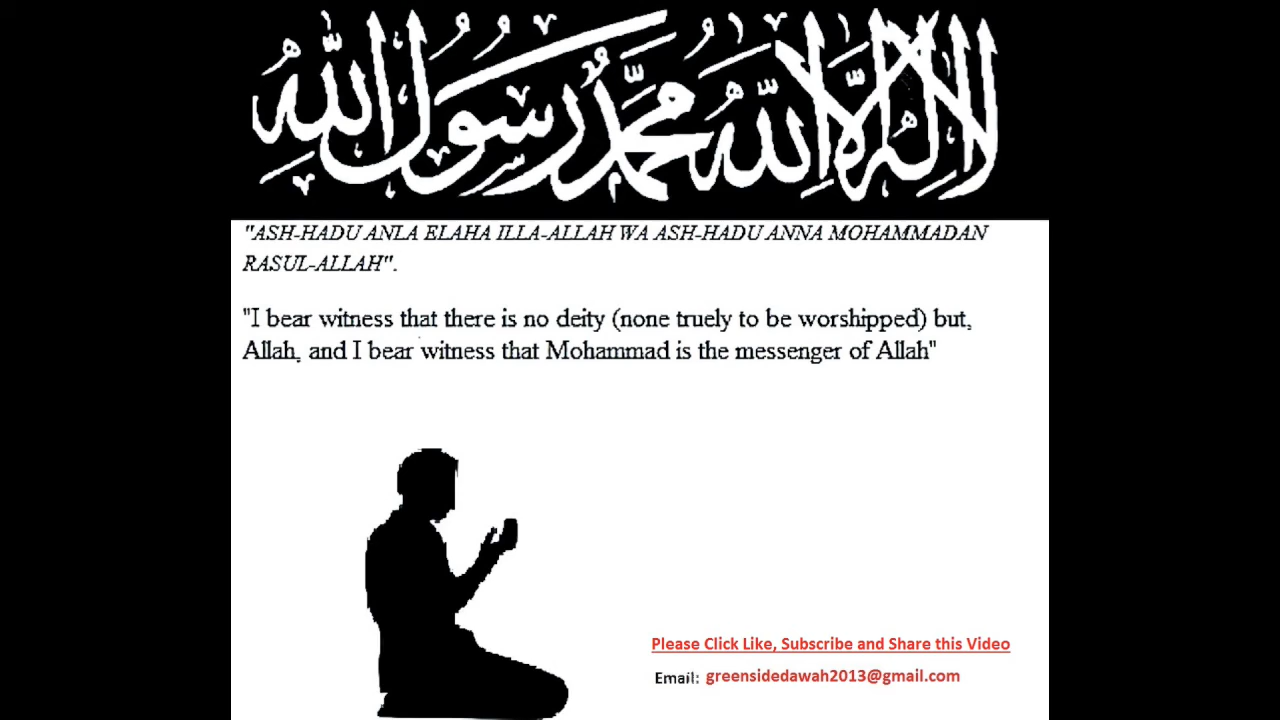 لا إله إلا الله محمد رسول الله
"ASH-HADU ANLA ELAHA ILLA-ALLAH WA ASH-HADU ANNA MOHAMMADAN
RASUL-ALLAH".
"I bear witness that there is no deity (none truely to be worshipped) but,
Allah, and I bear witness that Mohammad is the messenger of Allah"
Please Click Like, Subscribe and Share this Video
Email: greensidedawah2013@gmail.com